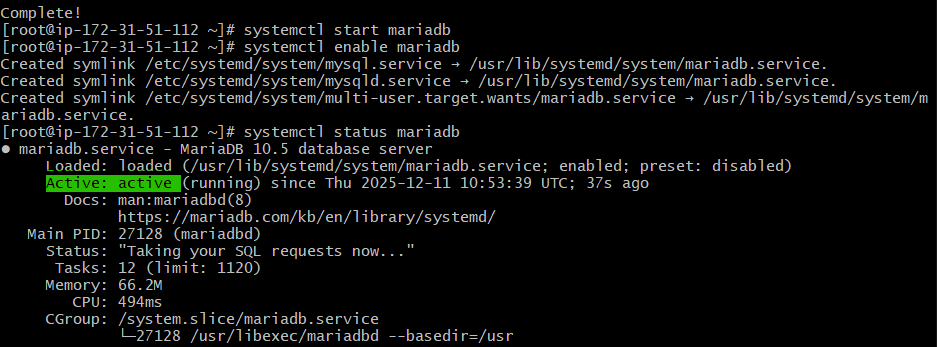 Complete!
[root@ip-172-31-51-112 ~]# systemctl start mariadb
[root@ip-172-31-51-112 ~]# systemctl enable mariadb
Created symlink /etc/systemd/system/mysql.service → /usr/lib/systemd/system/mariadb.service.
Created symlink /etc/systemd/system/mysqld.service → /usr/lib/systemd/system/mariadb.service.
Created symlink /etc/systemd/system/multi-user.target.wants/mariadb.service → /usr/lib/systemd/system/m
ariadb.service.
[root@ip-172-31-51-112 ~]# systemctl status mariadb
● mariadb.service - MariaDB 10.5 database server
     Loaded: loaded (/usr/lib/systemd/system/mariadb.service; enabled; preset: disabled)
     Active: active (running) since Thu 2025-12-11 10:53:39 UTC; 37s ago
       Docs: man:mariadbd(8)
             https://mariadb.com/kb/en/library/systemd/
   Main PID: 27128 (mariadbd)
     Status: "Taking your SQL requests now..."
      Tasks: 12 (limit: 1120)
     Memory: 66.2M
        CPU: 494ms
     CGroup: /system.slice/mariadb.service
             └─27128 /usr/libexec/mariadbd --basedir=/usr